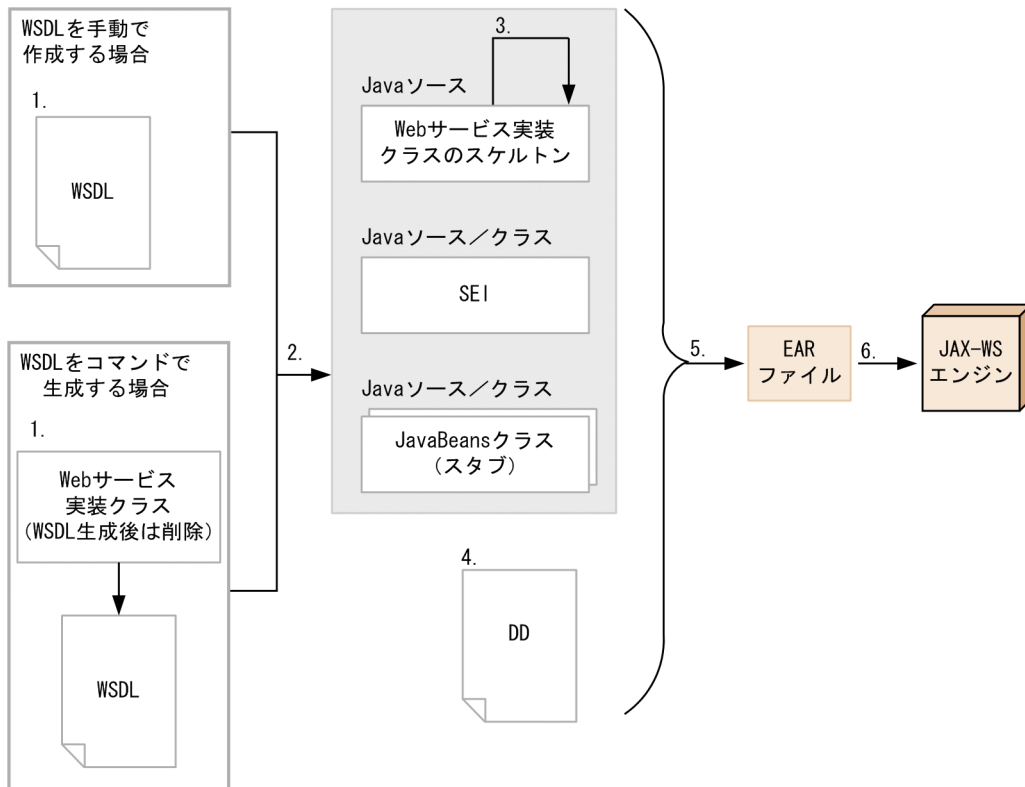 WSDLを手動で
作成する場合
1.
WSDL
WSDLをコマンドで
生成する場合
1.
Webサービス
実装クラス
(WSDL生成後は削除)
WSDL
2.
3.
Javaソース
Webサービス実装
クラスのスケルトン
Javaソース／クラス
SEI
Javaソース／クラス
JavaBeansクラス
(スタブ)
4.
DD
5.
EAR
ファイル
6.
JAX-WS
エンジン